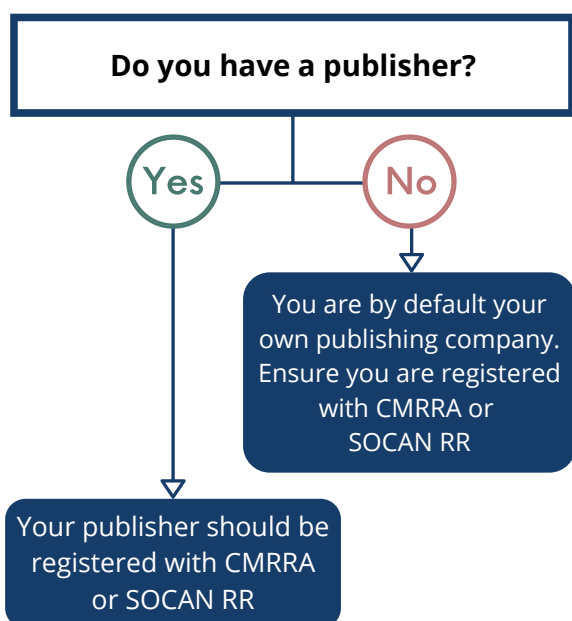 Do you have a publisher?
Yes
No
You are by default your
own publishing company.
Ensure you are registered
with CMRRA or
SOCAN RR
Your publisher should be
registered with CMRRA
or SOCAN RR